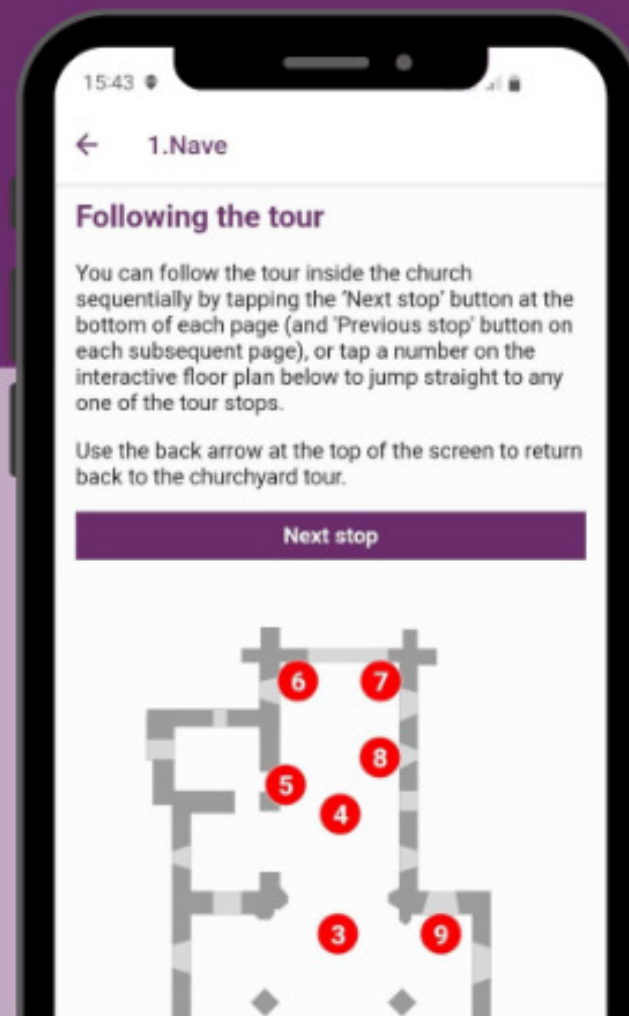 15:43
1.Nave
Following the tour
You can follow the tour inside the church
sequentially by tapping the 'Next stop' button at the
bottom of each page (and 'Previous stop' button on
each subsequent page), or tap a number on the
interactive floor plan below to jump straight to any
one of the tour stops.
Use the back arrow at the top of the screen to return
back to the churchyard tour.
Next stop
6 7
8
5
4
3 9